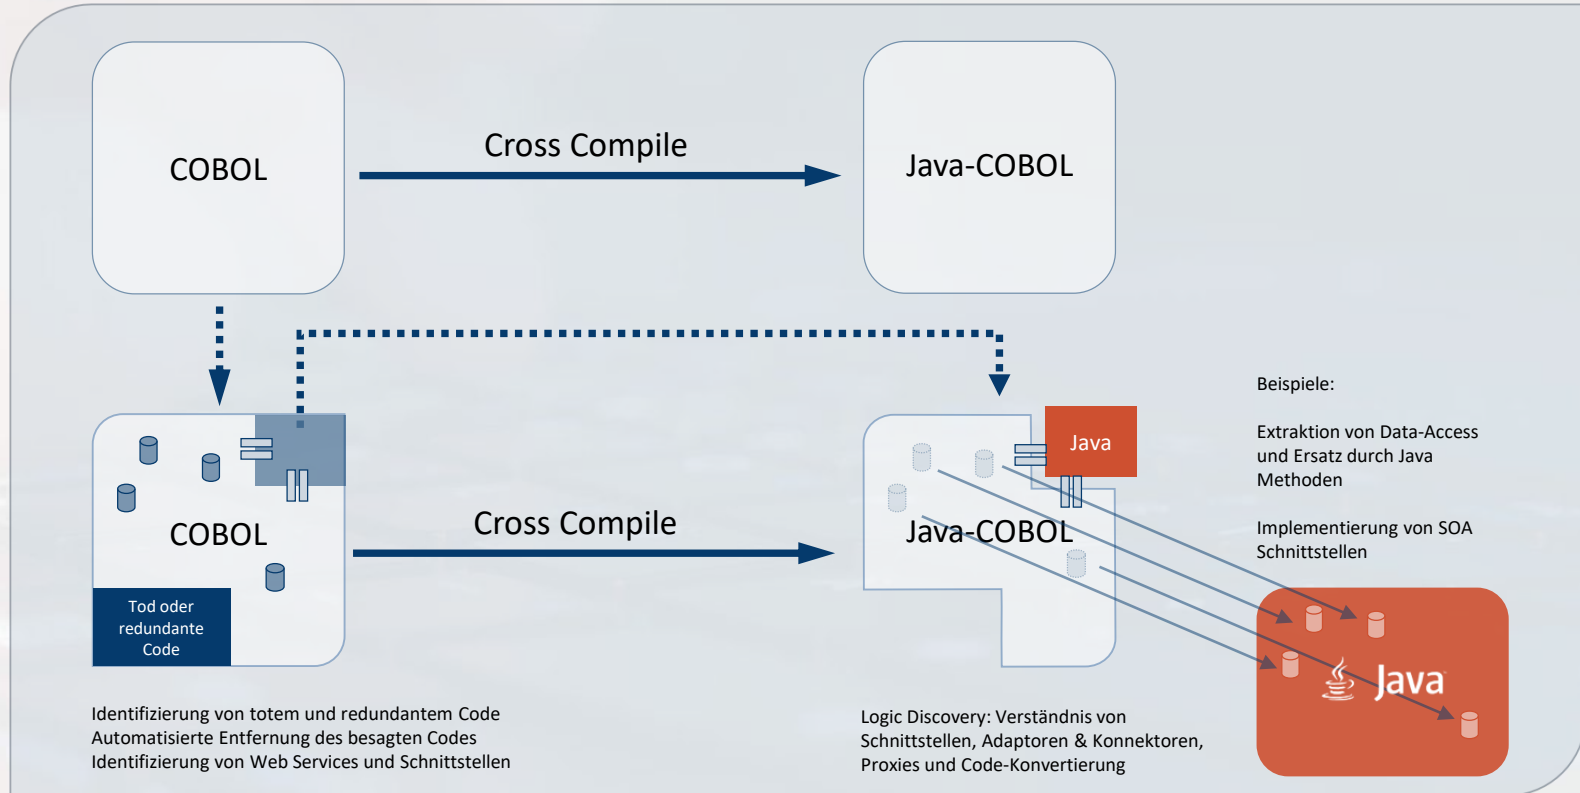 COBOL
Cross Compile
Java-COBOL
COBOL
Cross Compile
Java-COBOL
Java
Tod oder
redundante
Code
Beispiele:
Extraktion von Data-Access
und Ersatz durch Java
Methoden
Implementierung von SOA
Schnittstellen
Java
Identifizierung von totem und redundantem Code
Automatisierte Entfernung des besagten Codes
Identifizierung von Web Services und Schnittstellen
Logic Discovery: Verständnis von
Schnittstellen, Adaptoren & Konnektoren,
Proxies und Code-Konvertierung